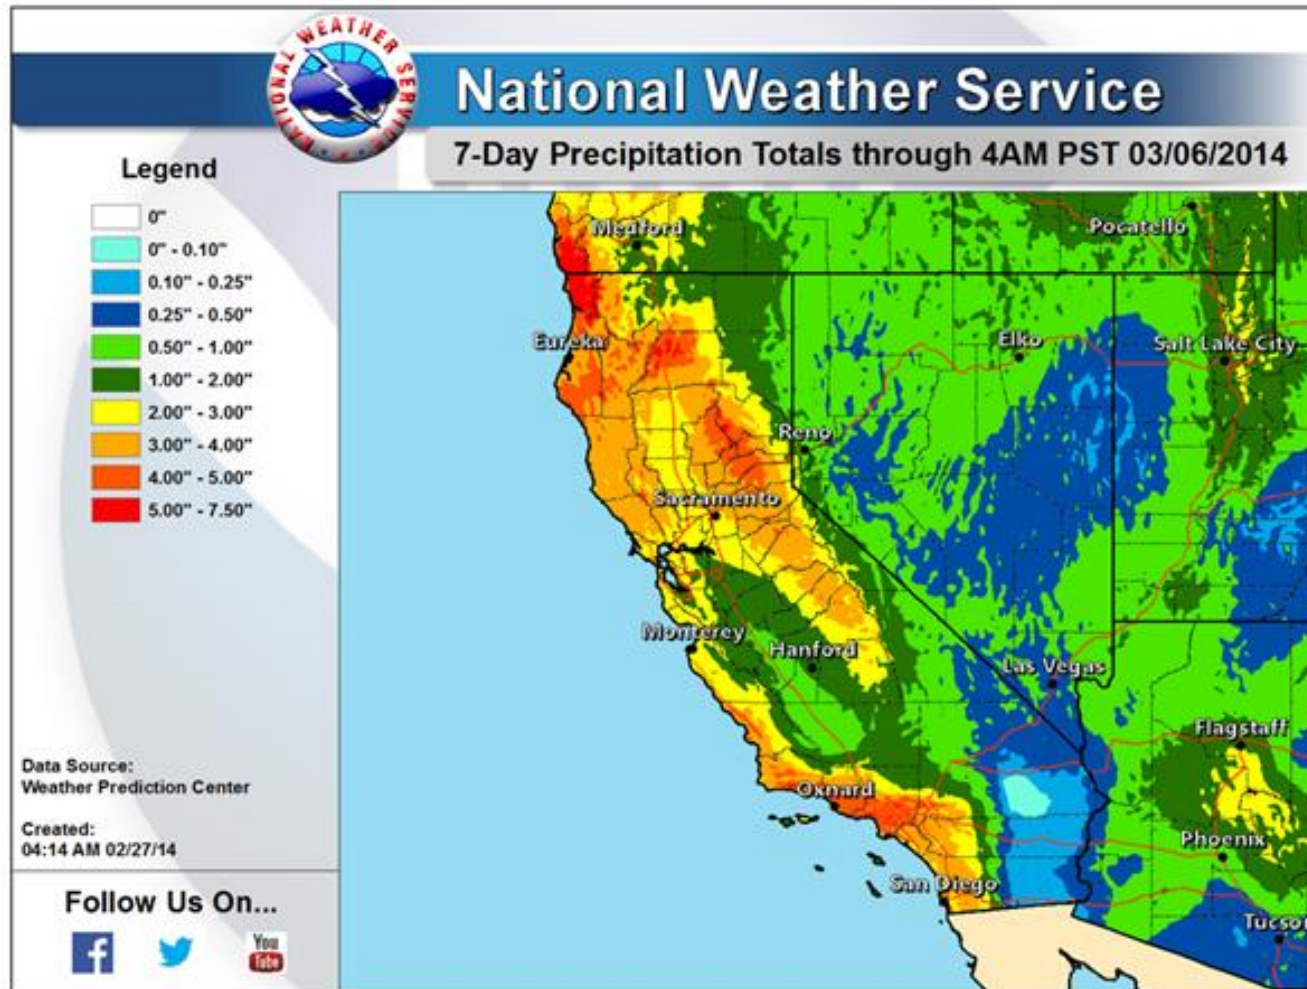 NATIONAL WEATHER SERVICE
National Weather Service
7-Day Precipitation Totals through 4AM PST 03/06/2014
Legend
0"
0" - 0.10"
0.10" - 0.25"
0.25" - 0.50"
0.50" - 1.00"
1.00" - 2.00"
2.00" - 3.00"
3.00" - 4.00"
4.00" - 5.00"
5.00" - 7.50"
Medford
Pocatello
Eureka
Elko
Salt Lake City
Reno
Sacramento
Monterey
Hanford
Las Vegas
Flagstaff
Oxnard
Phoenix
San Diego
Tucso
Data Source:
Weather Prediction Center
Created:
04:14 AM 02/27/14
Follow Us On...
You
Tube